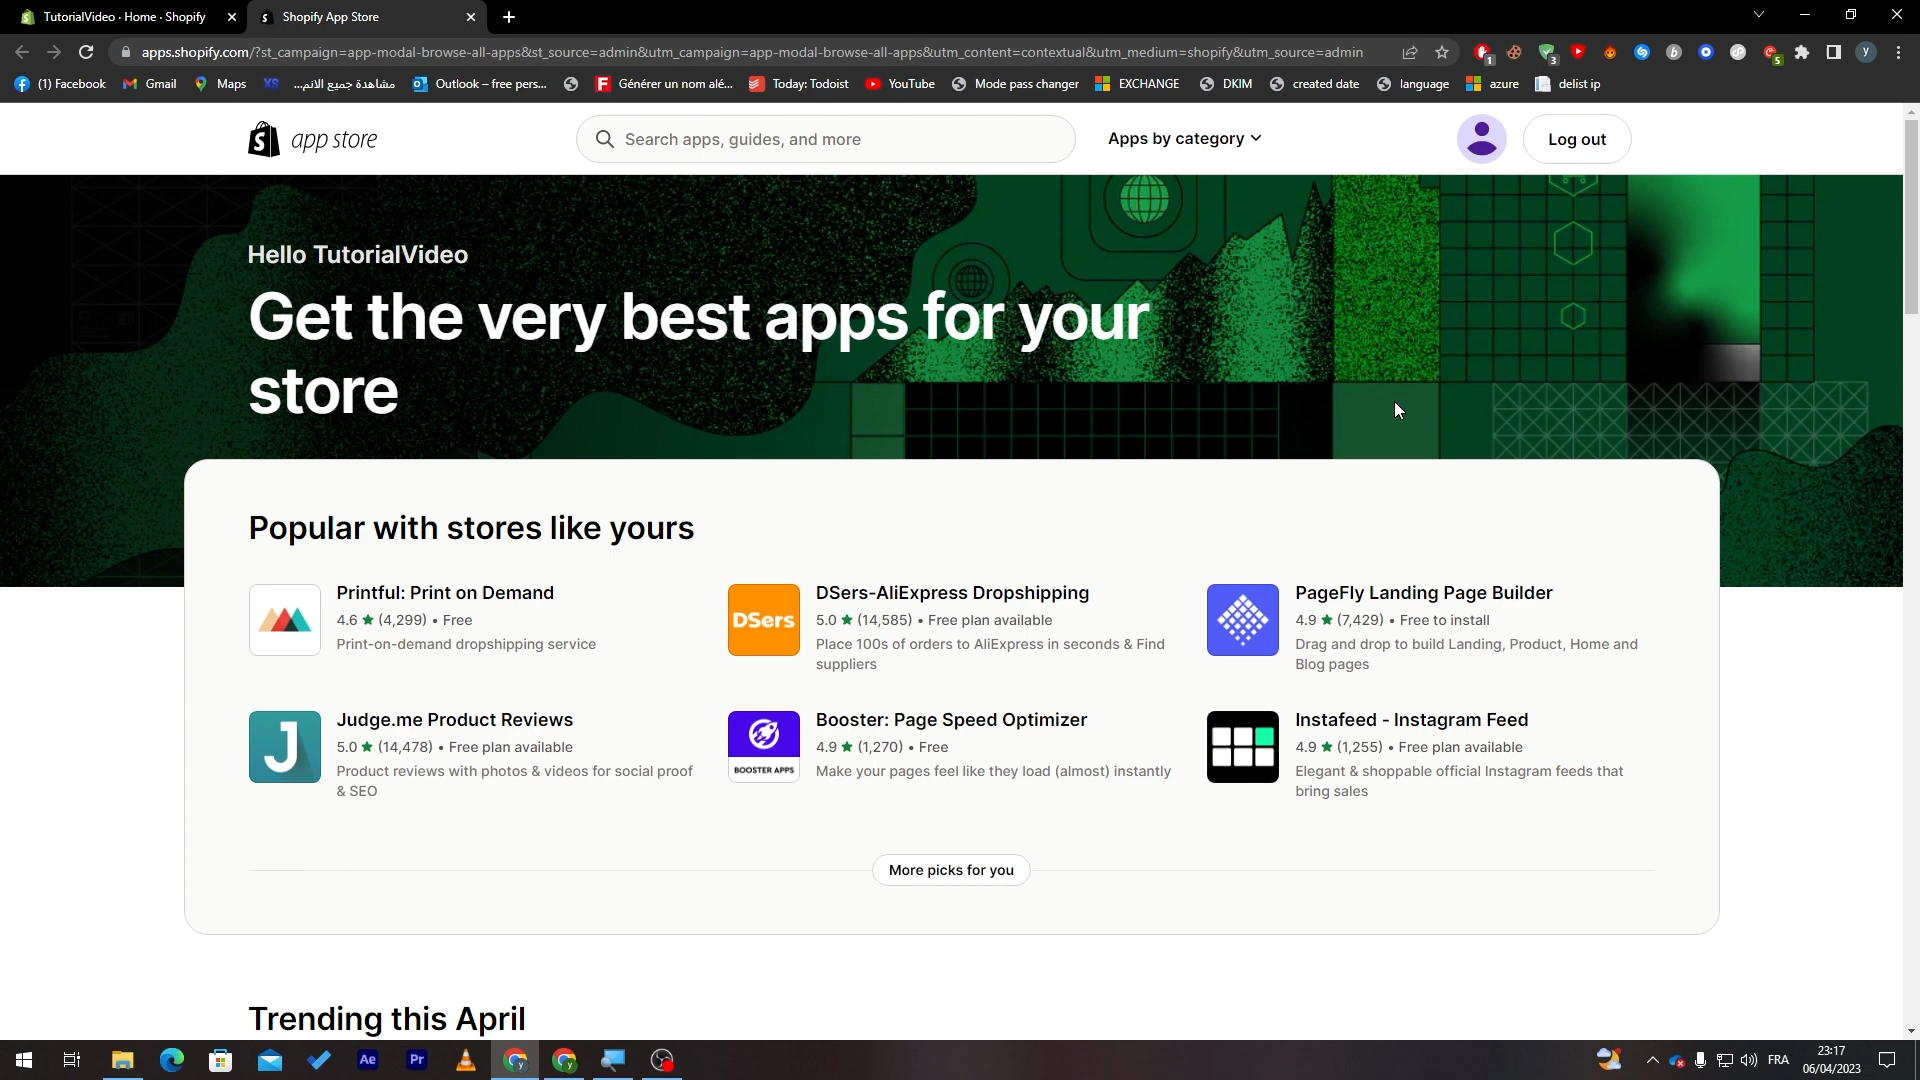 TutorialVideo · Home · Shopify
Shopify App Store
apps.shopify.com/?st_campaign=app-modal-browse-all-apps&st_source=admin&utm_campaign=app-modal-browse-all-apps&utm_content=contextual&utm_medium=shopify&utm_source=admin
1
3
5
y
(1) Facebook
Gmail
Maps
XS
مشاهدة جميع الانم...
Outlook – free pers...
Générer un nom alé...
Today: Todoist
YouTube
Mode pass changer
EXCHANGE
DKIM
created date
language
azure
delist ip
app store
Search apps, guides, and more
Apps by category
Log out
Hello TutorialVideo
Get the very best apps for your
store
Popular with stores like yours
Printful: Print on Demand
4.6 ★ (4,299) • Free
Print-on-demand dropshipping service
DSers
DSers-AliExpress Dropshipping
5.0 ★ (14,585) • Free plan available
Place 100s of orders to AliExpress in seconds & Find
suppliers
PageFly Landing Page Builder
4.9 ★ (7,429) • Free to install
Drag and drop to build Landing, Product, Home and
Blog pages
J
Judge.me Product Reviews
5.0 ★ (14,478) • Free plan available
Product reviews with photos & videos for social proof
& SEO
BOOSTER APPS
Booster: Page Speed Optimizer
4.9 ★ (1,270) • Free
Make your pages feel like they load (almost) instantly
Instafeed - Instagram Feed
4.9 ★ (1,255) • Free plan available
Elegant & shoppable official Instagram feeds that
bring sales
More picks for you
Trending this April
Ae
Pr
FRA
23:17
06/04/2023